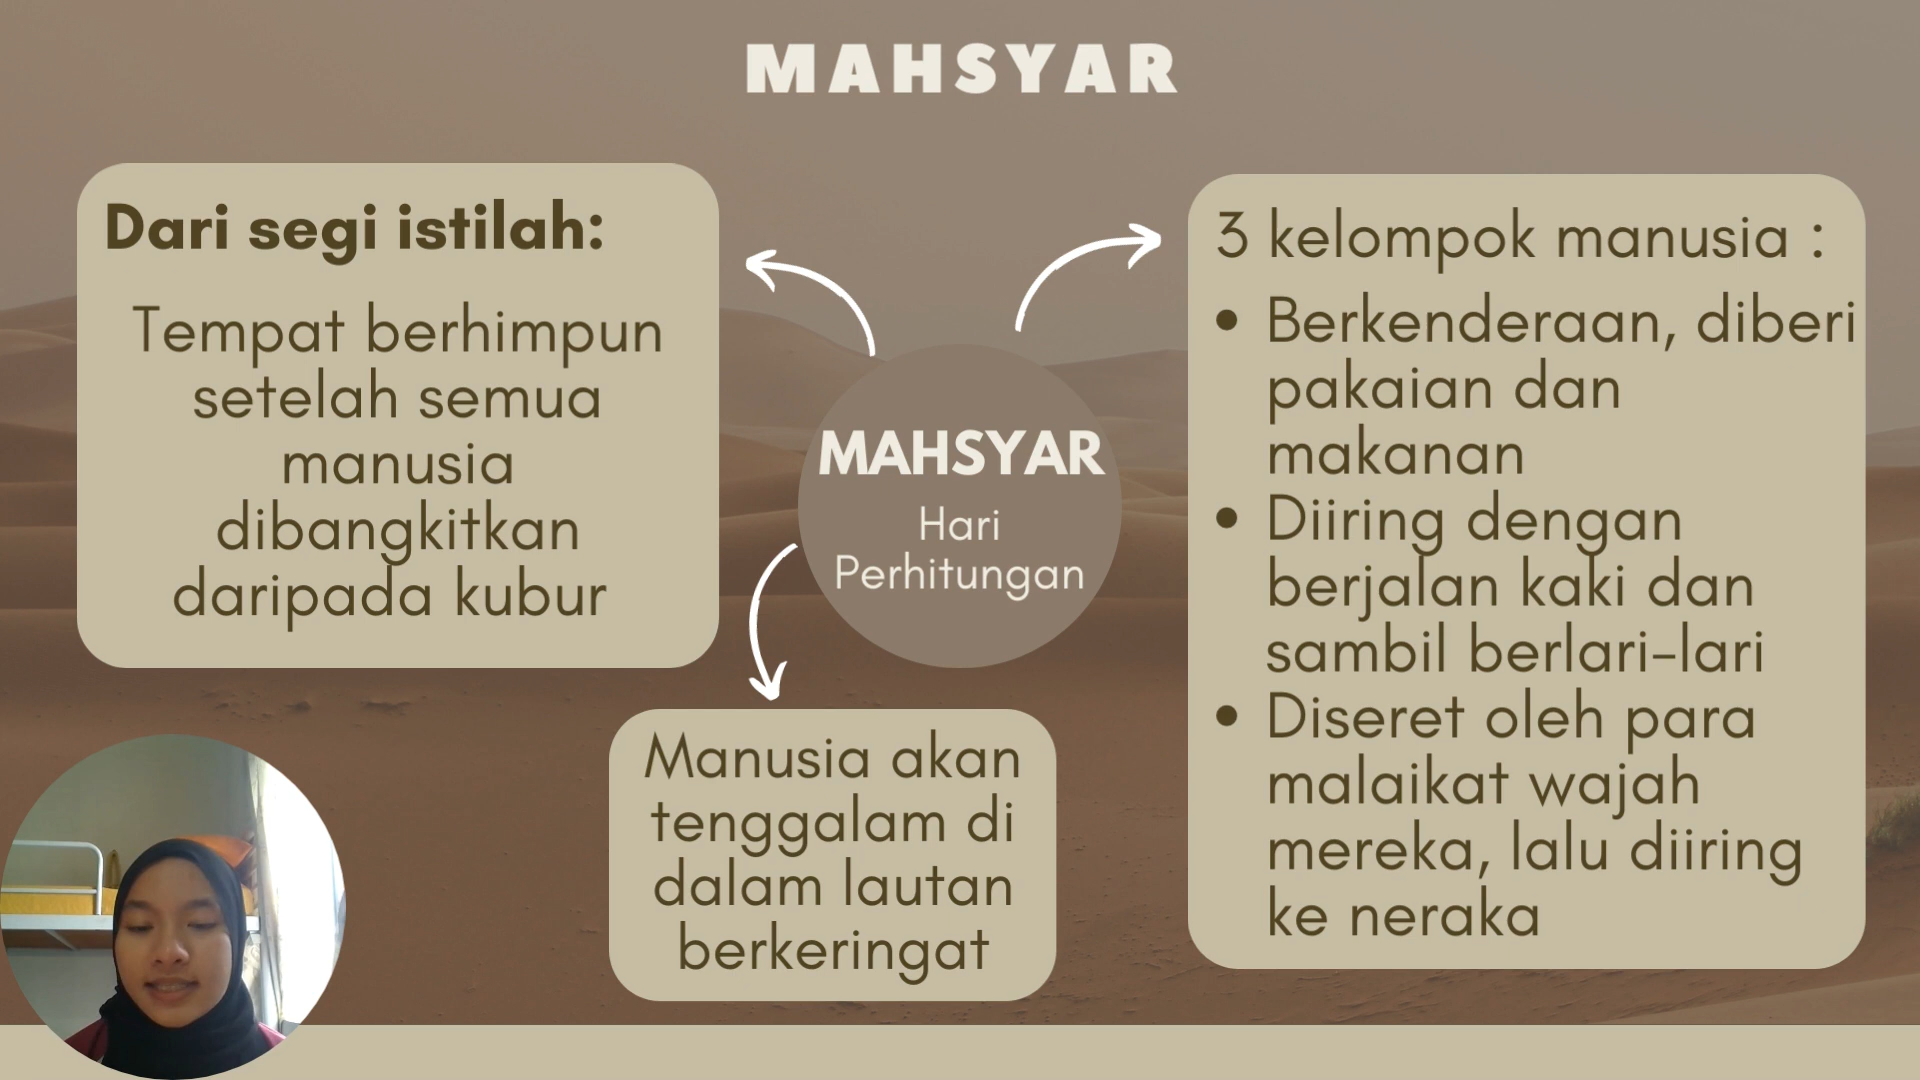 MAHSYAR
Dari segi istilah:
Tempat berhimpun
setelah semua
manusia
dibangkitkan
daripada kubur
MAHSYAR
Hari
Perhitungan
Manusia akan
tenggalam di
dalam lautan
berkeringat
3 kelompok manusia :
• Berkenderaan, diberi
pakaian dan
makanan
• Diiring dengan
berjalan kaki dan
sambil berlari-lari
• Diseret oleh para
malaikat wajah
mereka, lalu diiring
ke neraka